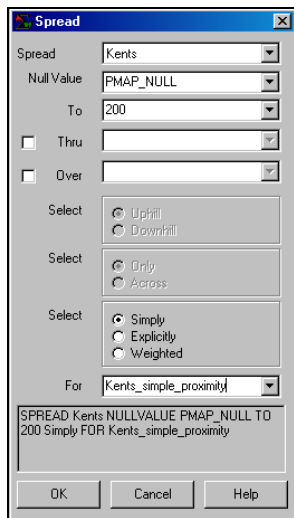 Spread
Spread Kents
Null Value PMAP_NULL
To 200
Thru
Over
Select Uphill
Downhill
Select Only
Across
Select Simply
Explicitly
Weighted
For Kents_simple_proximity
SPREAD Kents NULLVALUE PMAP_NULL TO
200 Simply FOR Kents_simple_proximity
OK Cancel Help